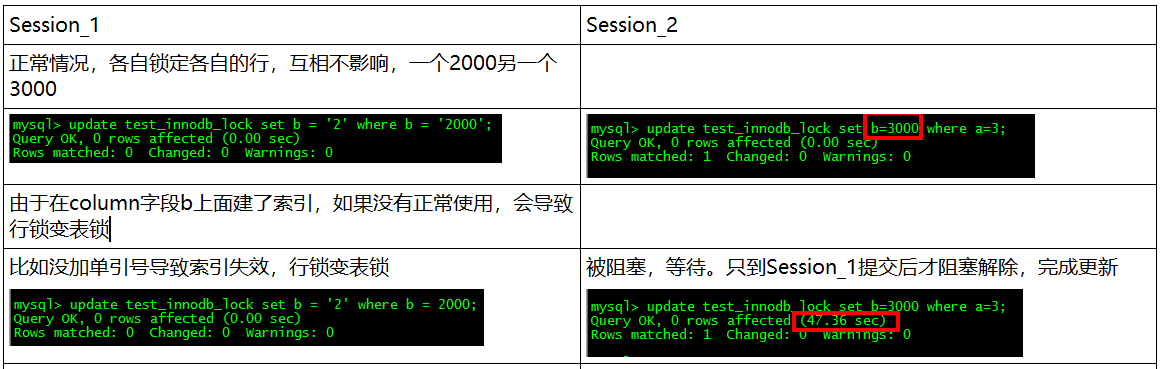 Session_1
Session_2
正常情况，各自锁定各自的行，互相不影响，一个2000另一个
3000
mysql> update test_innodb_lock set b = '2' where b = '2000';
Query OK, 0 rows affected (0.00 sec)
Rows matched: 0  Changed: 0  Warnings: 0
mysql> update test_innodb_lock set b=3000 where a=3;
Query OK, 0 rows affected (0.00 sec)
Rows matched: 1  Changed: 0  Warnings: 0
由于在column字段b上面建了索引，如果没有正常使用，会导致
行锁变表锁
比如没加单引号导致索引失效，行锁变表锁
被阻塞，等待。只到Session_1提交后才阻塞解除，完成更新
mysql> update test_innodb_lock set b = '2' where b = 2000;
Query OK, 0 rows affected (0.00 sec)
Rows matched: 0  Changed: 0  Warnings: 0
mysql> update test_innodb_lock set b=3000 where a=3;
Query OK, 0 rows affected (47.36 sec)
Rows matched: 1  Changed: 0  Warnings: 0